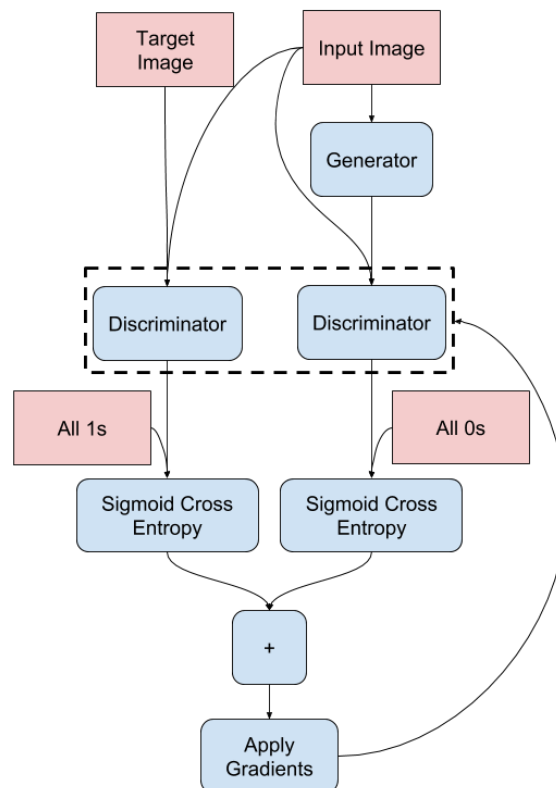 Target
Image
Input Image
Generator
Discriminator
Discriminator
All 1s
All 0s
Sigmoid Cross
Entropy
Sigmoid Cross
Entropy
+
Apply
Gradients